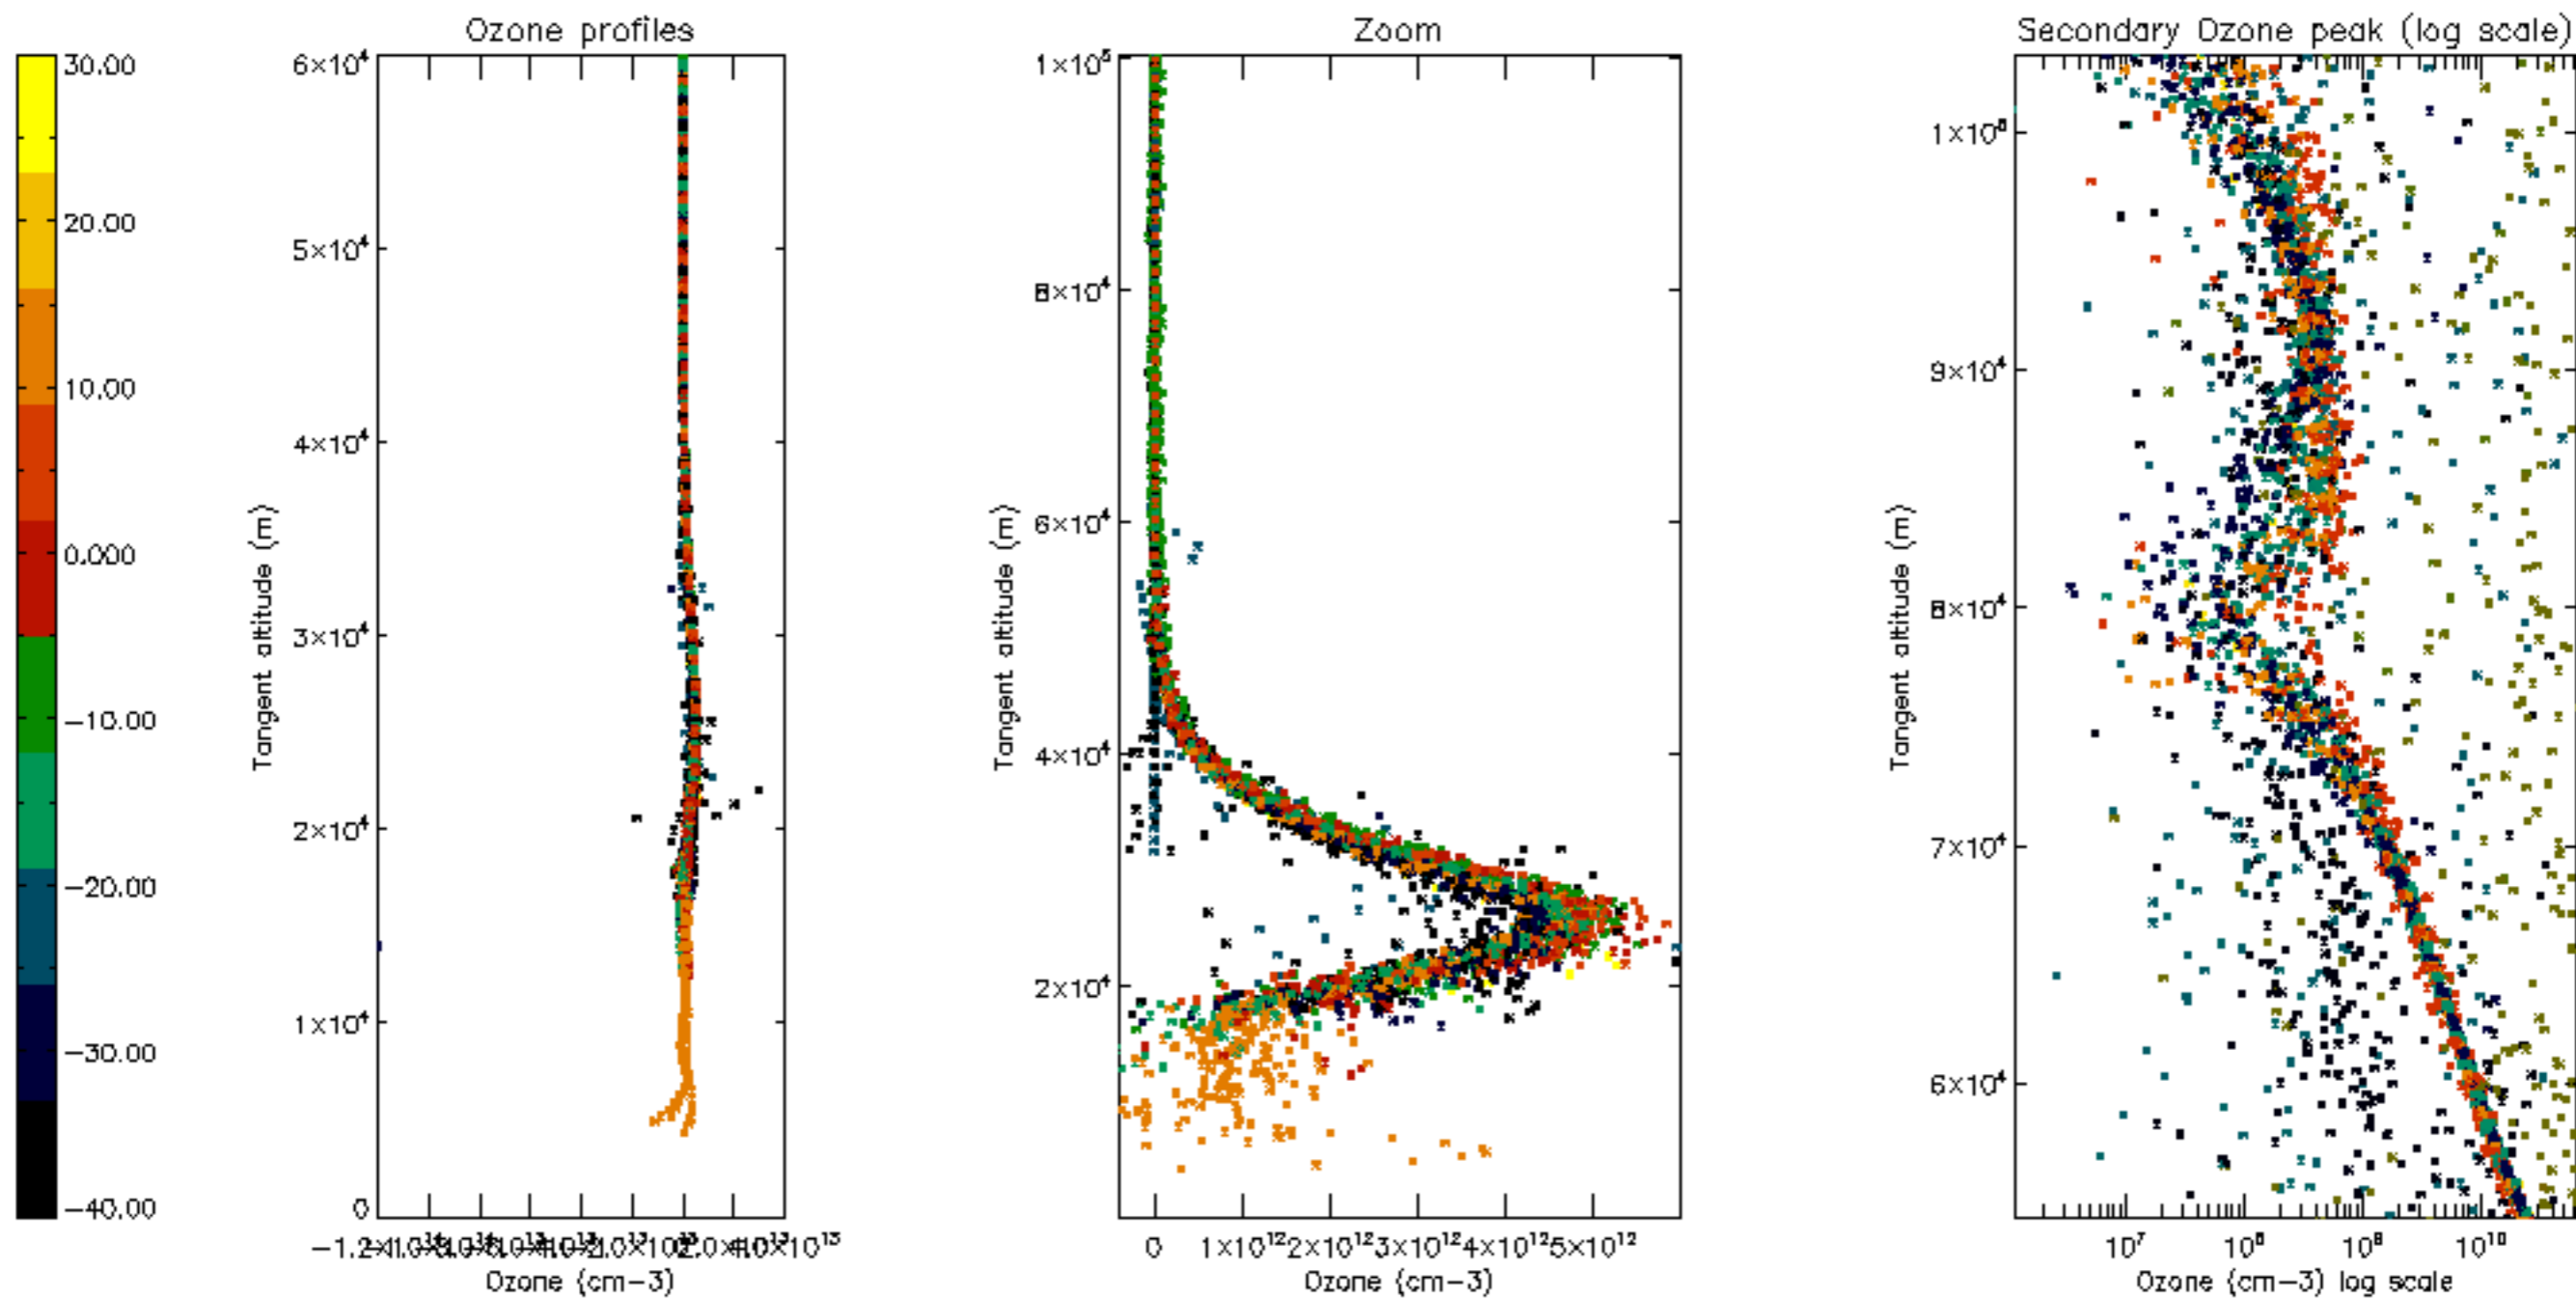 Ozone profiles
Zoom
Secondary Ozone peak (log scale)
30.00
20.00
10.00
0.000
−10.00
−20.00
−30.00
−40.00
Tangent altitude (m)
6×10⁴
5×10⁴
4×10⁴
3×10⁴
2×10⁴
1×10⁴
0
Ozone (cm−3)
Tangent altitude (m)
1×10⁵
8×10⁴
6×10⁴
4×10⁴
2×10⁴
0 1×10¹² 2×10¹² 3×10¹² 4×10¹² 5×10¹²
Ozone (cm−3)
Tangent altitude (m)
9×10⁴
8×10⁴
7×10⁴
6×10⁴
10⁷ 10⁸ 10⁹ 10¹⁰
Ozone (cm−3) log scale